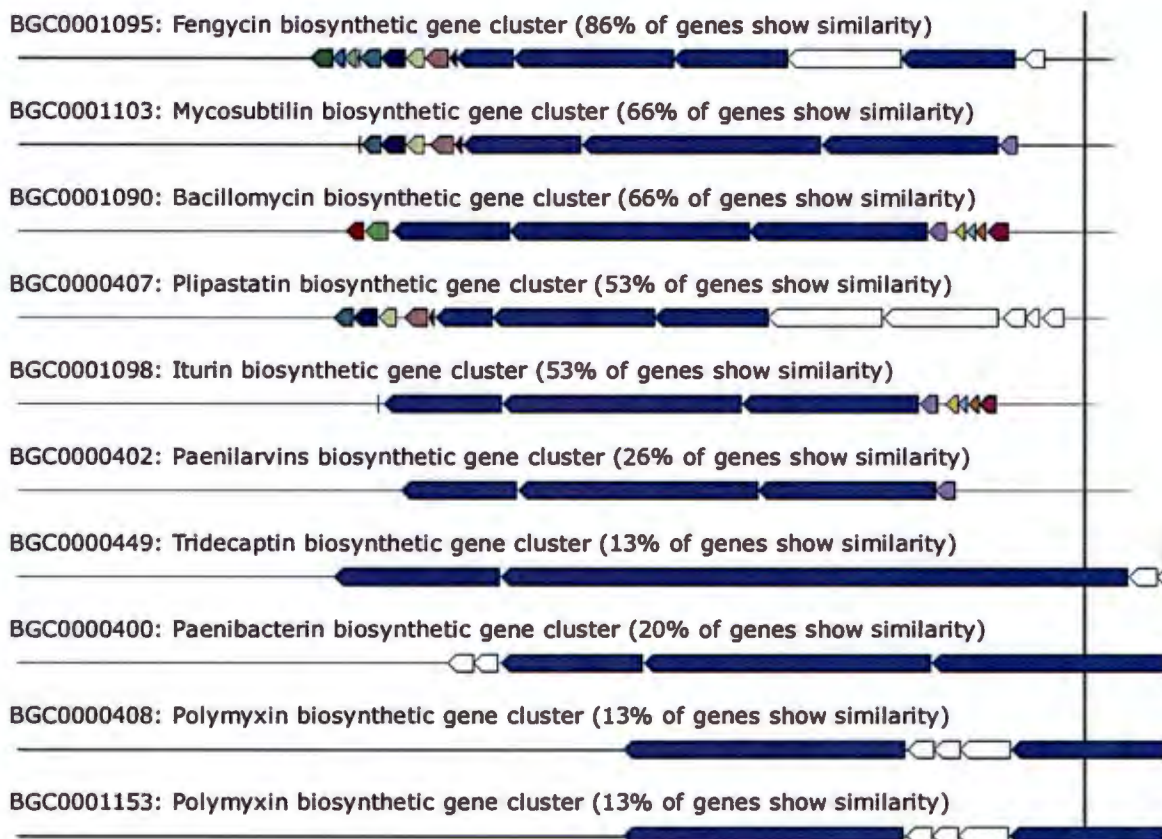 BGC0001095: Fengycin biosynthetic gene cluster (86% of genes show similarity)
BGC0001103: Mycosubtilin biosynthetic gene cluster (66% of genes show similarity)
BGC0001090: Bacillomycin biosynthetic gene cluster (66% of genes show similarity)
BGC0000407: Plipastatin biosynthetic gene cluster (53% of genes show similarity)
BGC0001098: Iturin biosynthetic gene cluster (53% of genes show similarity)
BGC0000402: Paenilarvins biosynthetic gene cluster (26% of genes show similarity)
BGC0000449: Tridecaptin biosynthetic gene cluster (13% of genes show similarity)
BGC0000400: Paenibacterin biosynthetic gene cluster (20% of genes show similarity)
BGC0000408: Polymyxin biosynthetic gene cluster (13% of genes show similarity)
BGC0001153: Polymyxin biosynthetic gene cluster (13% of genes show similarity)